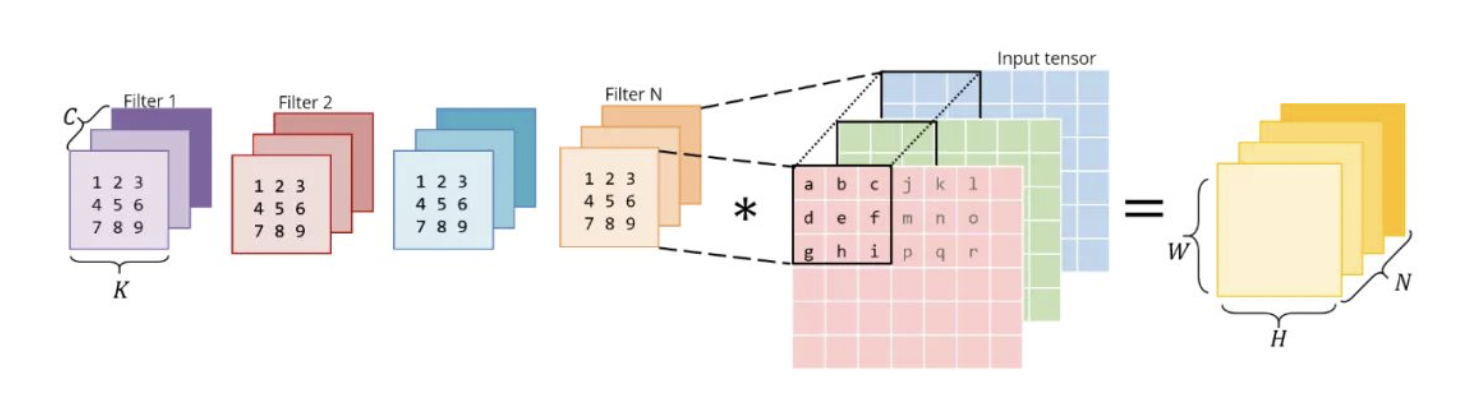 Input tensor
C
Filter 1
Filter 2
Filter N
1 2 3
4 5 6
7 8 9
K
1 2 3
4 5 6
7 8 9
1 2 3
4 5 6
7 8 9
1 2 3
4 5 6
7 8 9
*
a b c j k l
d e f m n o
g h i p q r
=
W
H
N